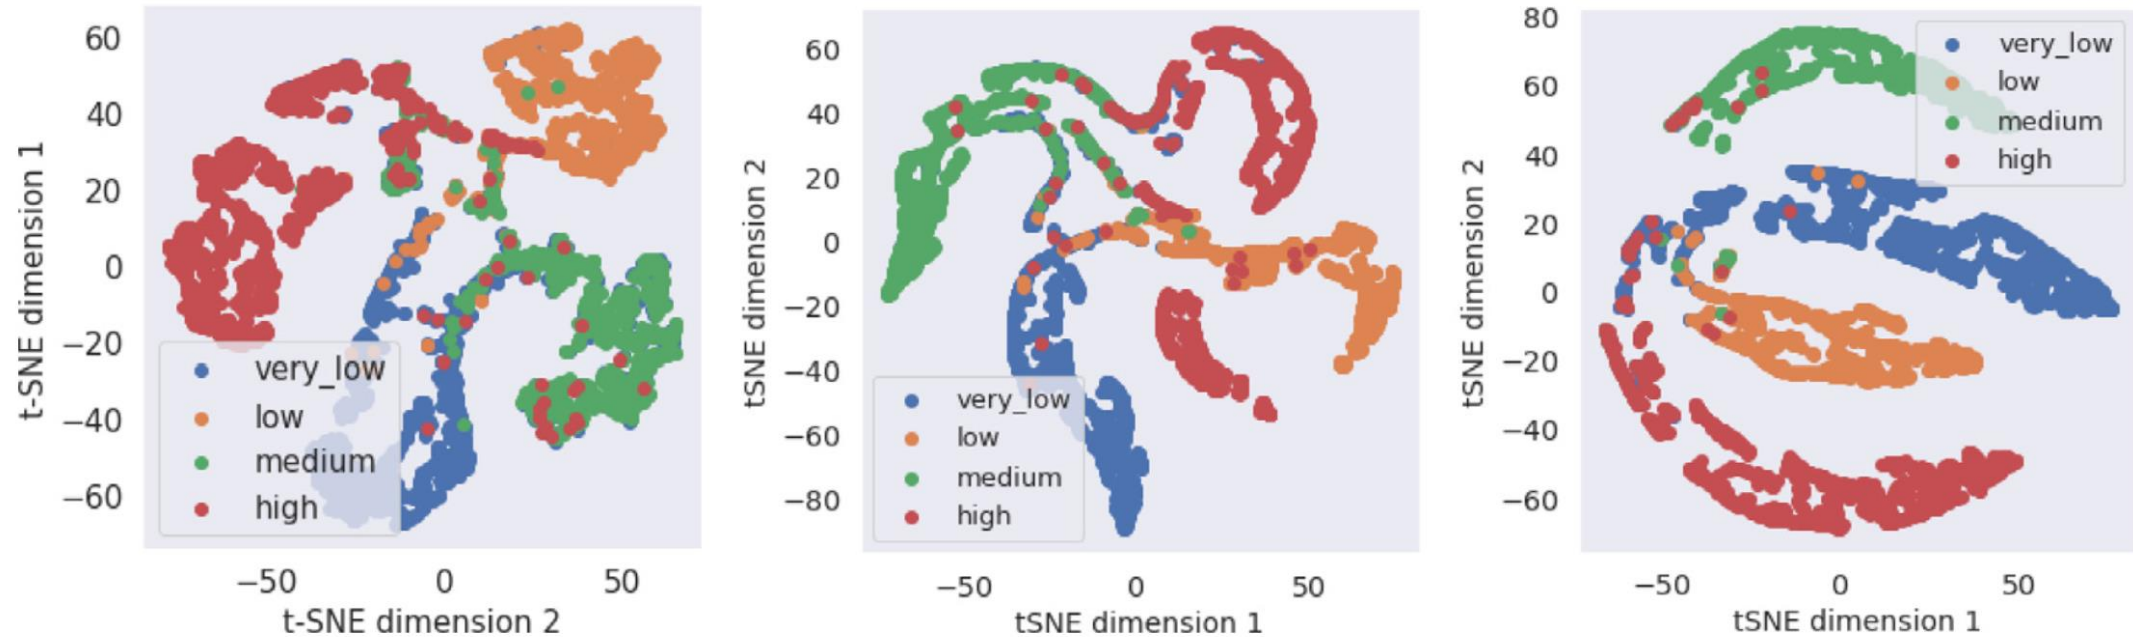 60
40
20
0
−20
−40
−60
t-SNE dimension 1
very_low
low
medium
high
−50 0 50
t-SNE dimension 2
60
40
20
0
−20
−40
−60
−80
tSNE dimension 2
very_low
low
medium
high
−50 0 50
tSNE dimension 1
80
60
40
20
0
−20
−40
−60
tSNE dimension 2
very_low
low
medium
high
−50 0 50
tSNE dimension 1